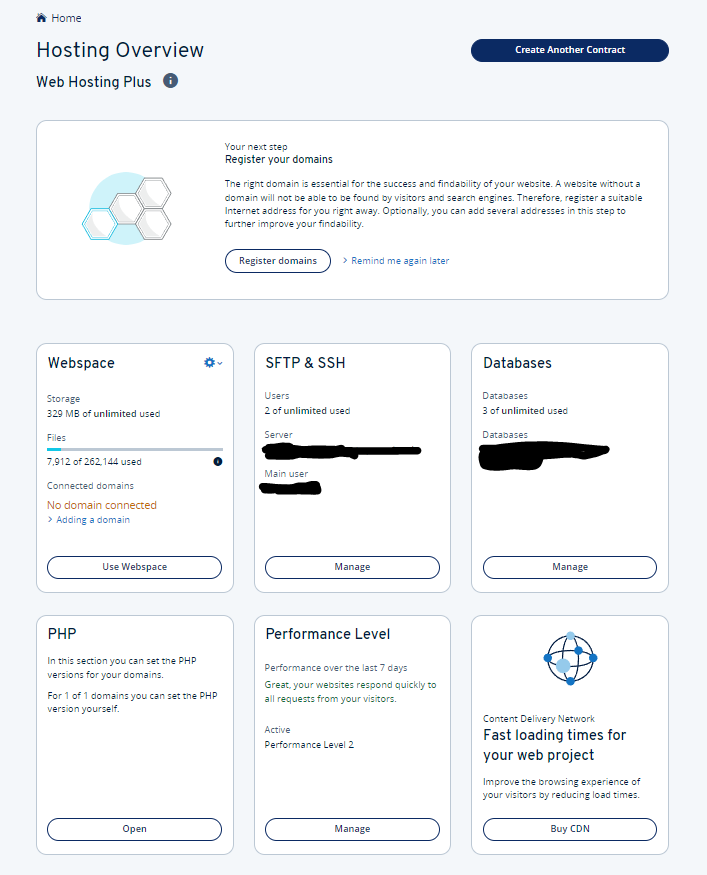 Home
Hosting Overview
Create Another Contract
Web Hosting Plus
Your next step
Register your domains
The right domain is essential for the success and findability of your website. A website without a
domain will not be able to be found by visitors and search engines. Therefore, register a suitable
Internet address for you right away. Optionally, you can add several addresses in this step to
further improve your findability.
Register domains
Remind me again later
Webspace
Storage
329 MB of unlimited used
Files
7,912 of 262,144 used
Connected domains
No domain connected
Adding a domain
Use Webspace
SFTP & SSH
Users
2 of unlimited used
Server
Main user
Manage
Databases
Databases
3 of unlimited used
Databases
Manage
PHP
In this section you can set the PHP
versions for your domains.
For 1 of 1 domains you can set the PHP
version yourself.
Open
Performance Level
Performance over the last 7 days
Great, your websites respond quickly to
all requests from your visitors.
Active
Performance Level 2
Manage
Content Delivery Network
Fast loading times for
your web project
Improve the browsing experience of
your visitors by reducing load times.
Buy CDN